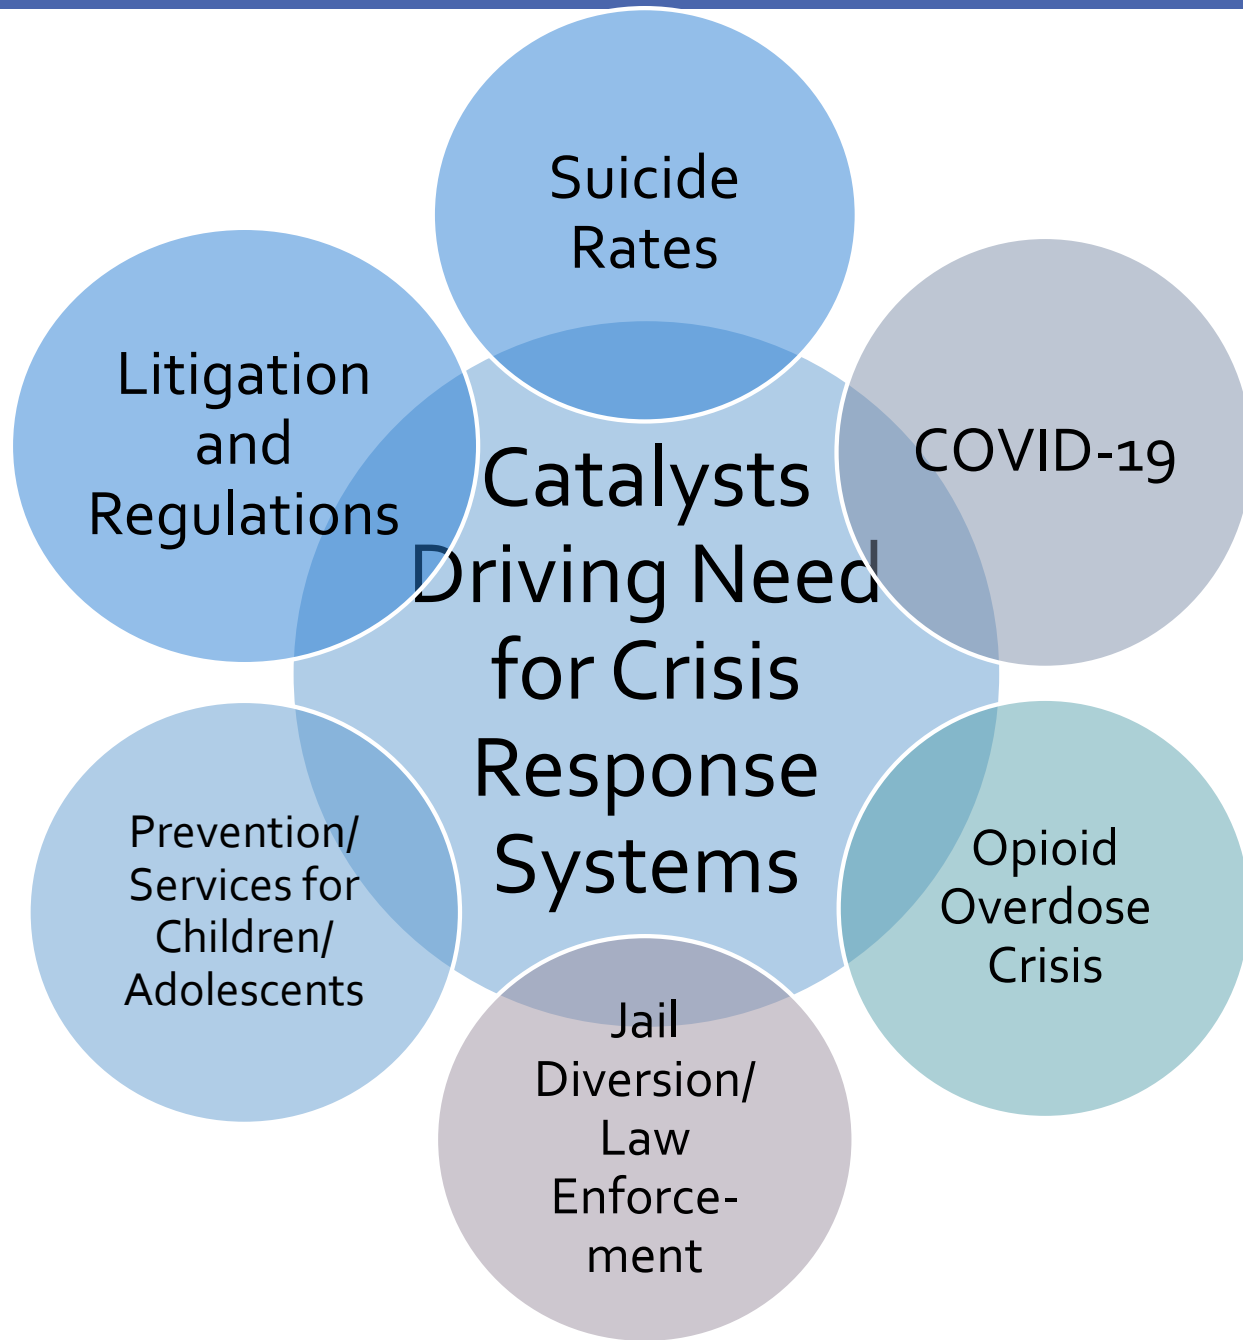 Suicide
Rates
COVID-19
Opioid
Overdose
Crisis
Jail
Diversion/
Law
Enforce-
ment
Prevention/
Services for
Children/
Adolescents
Litigation
and
Regulations
Catalysts
Driving Need
for Crisis
Response
Systems